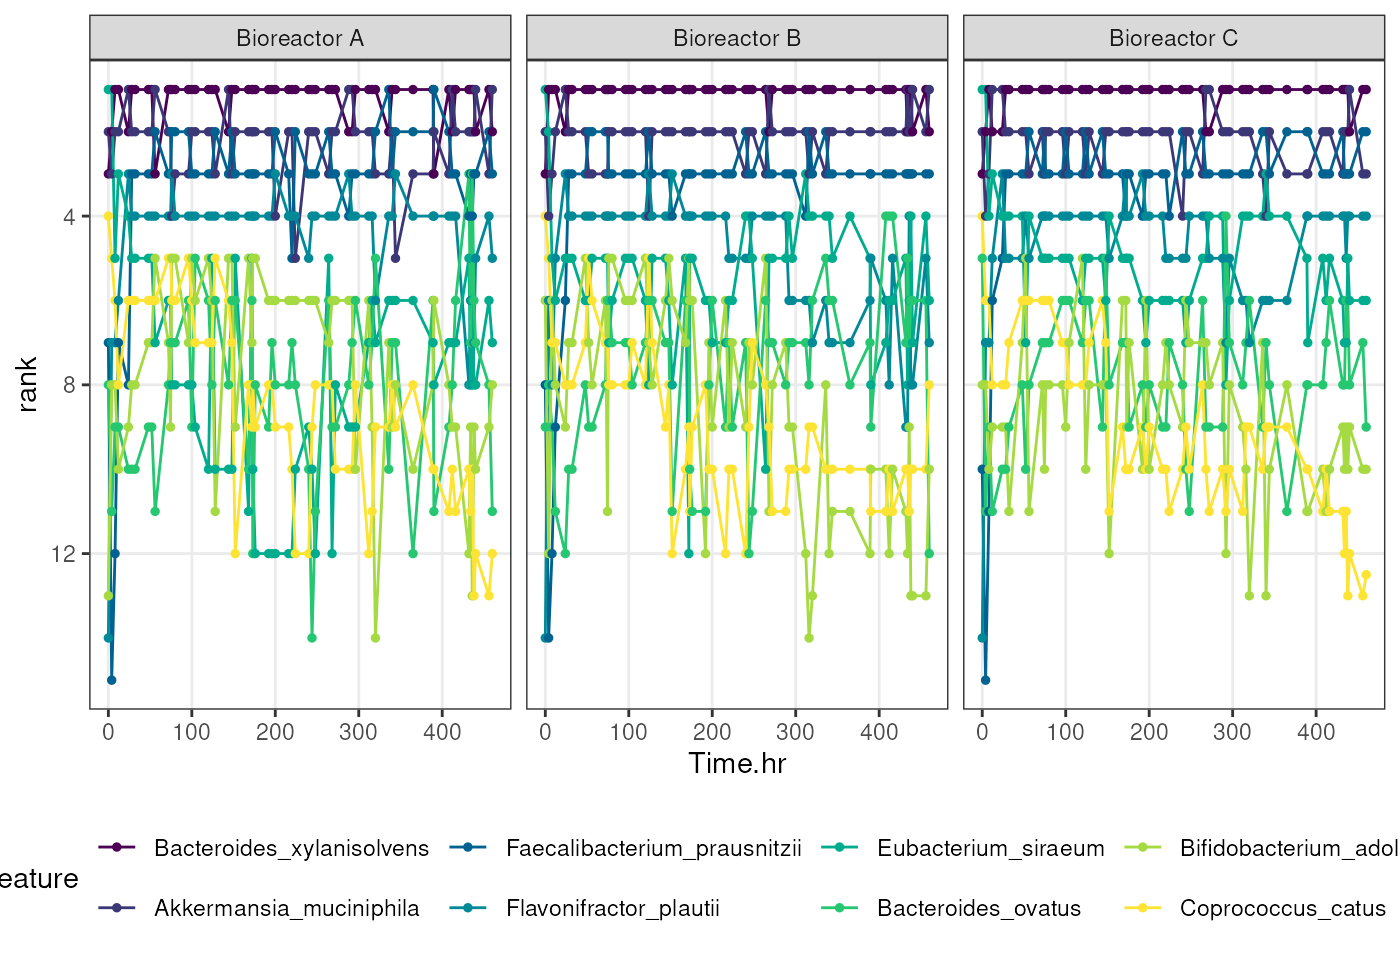 Bioreactor A Bioreactor B Bioreactor C
rank
4
8
12
0 100 200 300 400 0 100 200 300 400 0 100 200 300 400
Time.hr
eature
Bacteroides_xylanisolvens Faecalibacterium_prausnitzii Eubacterium_siraeum Bifidobacterium_adol
Akkermansia_muciniphila Flavonifractor_plautii Bacteroides_ovatus Coprococcus_catus